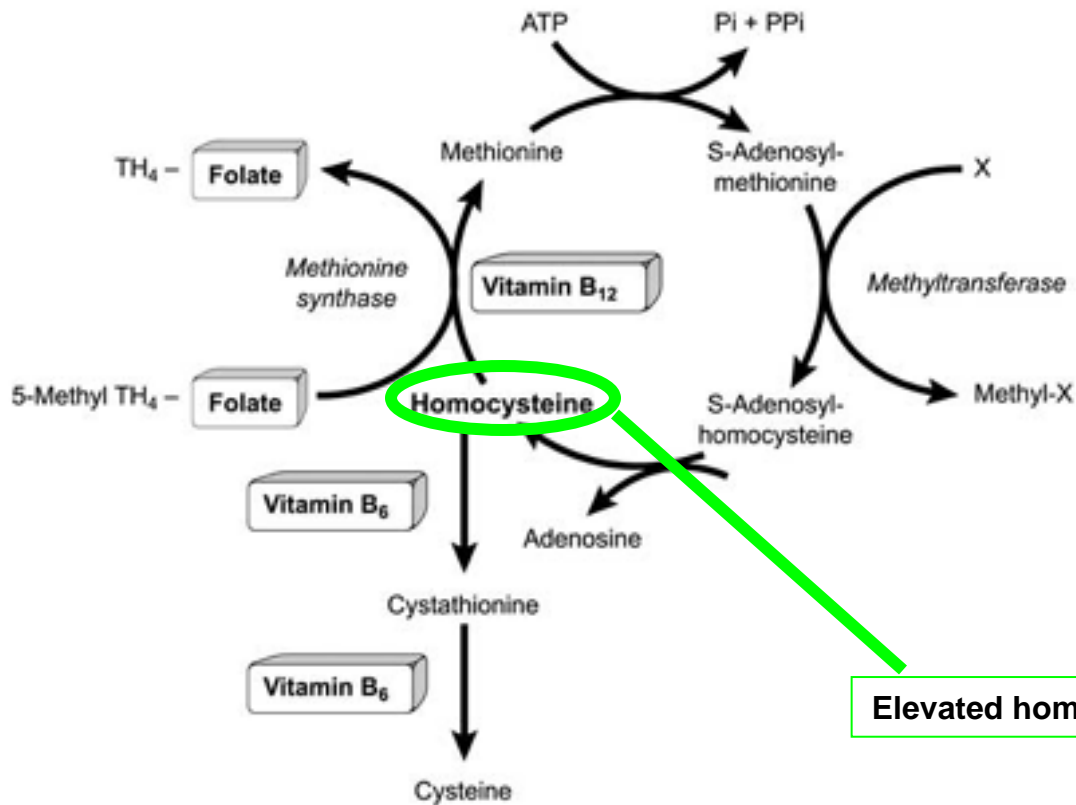 ATP
Pi + PPi
Methionine
S-Adenosyl-
methionine
TH₄ – Folate
X
Methionine
synthase
Vitamin B₁₂
Methyltransferase
5-Methyl TH₄ – Folate
Homocysteine
S-Adenosyl-
homocysteine
Methyl-X
Vitamin B₆
Adenosine
Cystathionine
Vitamin B₆
Elevated hom
Cysteine